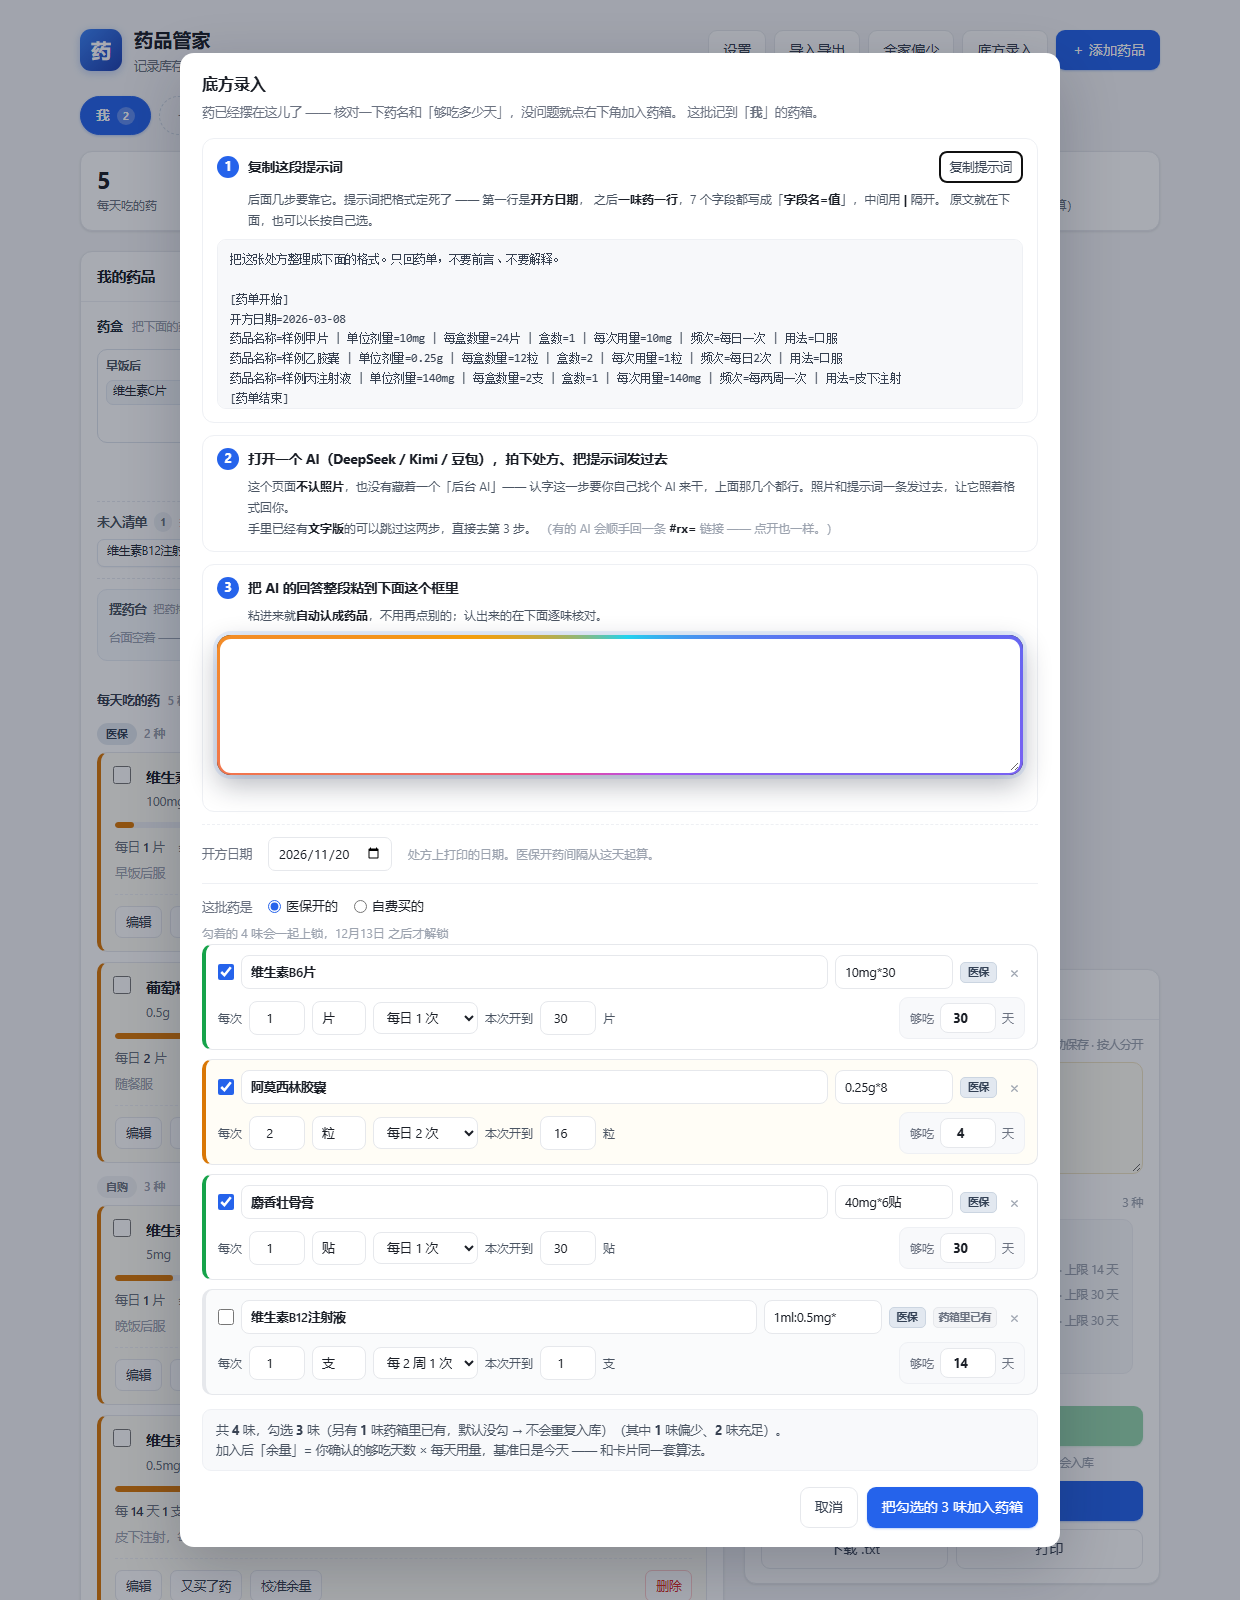 药
药品管家
记录库存
设置
导入导出
全家偏少
底方录入
+ 添加药品
我 2
5
每天吃的药
我的药品
药盒
早饭后
维生素C片
未入清单 1
维生素B12注射
摆药台
台面空着 ——
每天吃的药
医保 2 种
100mg
每日 1 片
早饭后服
编辑
0.5g
每日 2 片
随餐服
编辑
自购 3 种
5mg
每日 1 片
晚饭后服
编辑
0.5mg
每 14 天 1 支
皮下注射,
编辑
又买了药
校准余量
删除
底方录入
药已经摆在这儿了 —— 核对一下药名和「够吃多少天」, 没问题就点右下角加入药箱。 这批记到「我」的药箱。
1 复制这段提示词
复制提示词
后面几步要靠它。提示词把格式定死了 —— 第一行是开方日期, 之后一味药一行, 7 个字段都写成「字段名=值」, 中间用 | 隔开。 原文就在下
面, 也可以长按自己选。
把这张处方整理成下面的格式。只回药单, 不要前言、不要解释。
[药单开始]
开方日期=2026-03-08
药品名称=样例甲片 | 单位剂量=10mg | 每盒数量=24片 | 盒数=1 | 每次用量=10mg | 频次=每日一次 | 用法=口服
药品名称=样例乙胶囊 | 单位剂量=0.25g | 每盒数量=12粒 | 盒数=2 | 每次用量=1粒 | 频次=每日2次 | 用法=口服
药品名称=样例丙注射液 | 单位剂量=140mg | 每盒数量=2支 | 盒数=1 | 每次用量=140mg | 频次=每两周一次 | 用法=皮下注射
[药单结束]
2 打开一个 AI(DeepSeek / Kimi / 豆包), 拍下处方、把提示词发过去
这个页面不认照片, 也没有藏着一个「后台 AI」—— 认字这一步要你自己找个 AI 来干, 上面那几个都行。照片和提示词一条发过去, 让它照着格
式回你。
手里已经有文字版的可以跳过这两步, 直接去第 3 步。 (有的 AI 会顺手回一条 #rx= 链接 —— 点开也一样。)
3 把 AI 的回答整段粘到下面这个框里
粘进来就自动认成药品, 不用再点别的; 认出来的在下面逐味核对。
开方日期 2026/11/20 处方上打印的日期。医保开药间隔从这天起算。
这批药是 医保开的 自费买的
勾着的 4 味会一起上锁, 12月13日 之后才解锁
维生素B6片 10mg*30 医保 ×
每次 1 片 每日 1 次 本次开到 30 片 够吃 30 天
阿莫西林胶囊 0.25g*8 医保 ×
每次 2 粒 每日 2 次 本次开到 16 粒 够吃 4 天
麝香壮骨膏 40mg*6贴 医保 ×
每次 1 贴 每日 1 次 本次开到 30 贴 够吃 30 天
维生素B12注射液 1ml:0.5mg* 医保 药箱里已有 ×
每次 1 支 每 2 周 1 次 本次开到 1 支 够吃 14 天
共 4 味, 勾选 3 味 (另有 1 味药箱里已有, 默认没勾 → 不会重复入库) (其中 1 味偏少、2 味充足) 。
加入后「余量」= 你确认的够吃天数 × 每天用量, 基准日是今天 —— 和卡片同一套算法。
取消
把勾选的 3 味加入药箱
保存 · 按人分开
3 种
上限 14 天
上限 30 天
上限 30 天
会入库
下载 .txt
打印